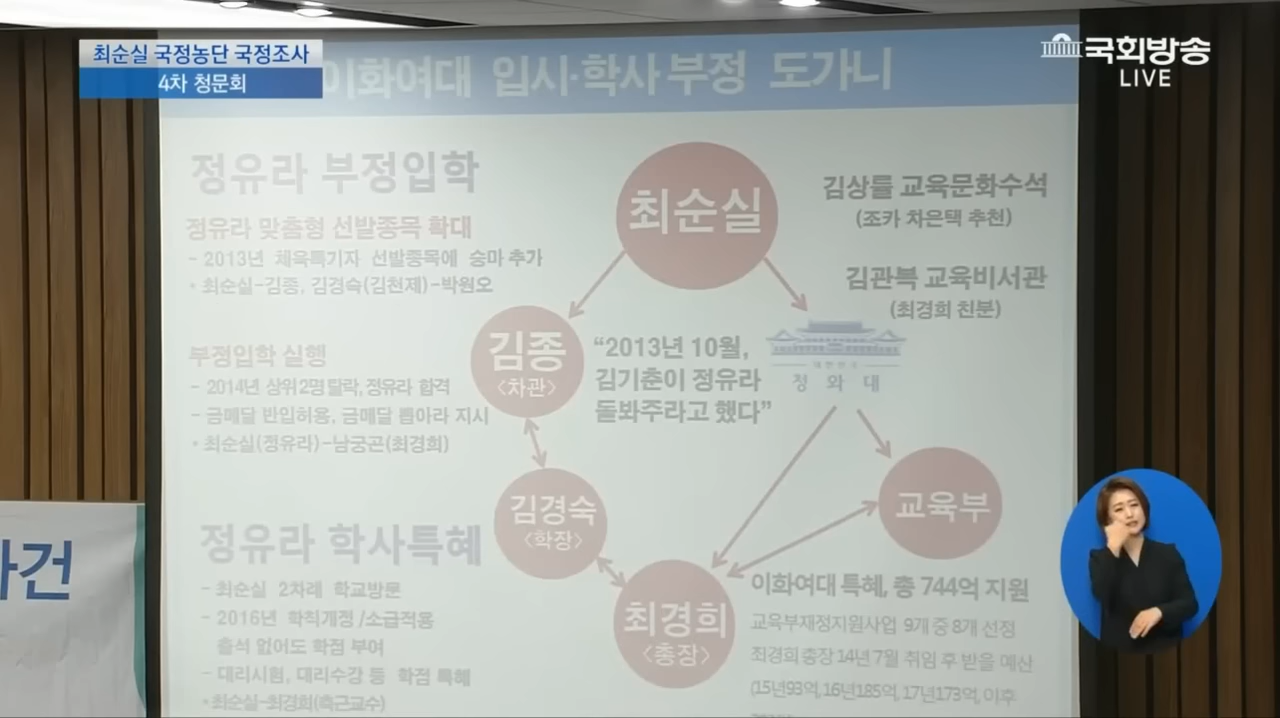 최순실 국정농단 국정조사
4차 청문회
국회방송
LIVE
이화여대 입시·학사 부정 도가니
정유라 부정입학
정유라 맞춤형 선발종목 확대
- 2013년 체육특기자 선발종목에 승마 추가
• 최순실-김종, 김경숙(김천제)-박원오
부정입학 실행
- 2014년 상위 2명 탈락, 정유라 합격
- 금메달 반입허용, 금메달 뽑아라 지시
• 최순실(정유라)-남궁곤(최경희)
정유라 학사특혜
- 최순실 2차례 학교방문
- 2016년 학칙개정/소급적용
출석 없어도 학점 부여
- 대리시험, 대리수강 등 학점 특혜
• 최순실-최경희(측근교수)
최순실
김종
<차관>
김경숙
<학장>
최경희
<총장>
교육부
"2013년 10월,
김기춘이 정유라
돌봐주라고 했다"
대한민국
청와대
김상률 교육문화수석
(조카 차은택 추천)
김관복 교육비서관
(최경희 친분)
이화여대 특혜, 총 744억 지원
교육부재정지원사업 9개 중 8개 선정
최경희 총장 14년 7월 취임 후 받을 예산
(15년93억, 16년185억, 17년173억, 이후
사건